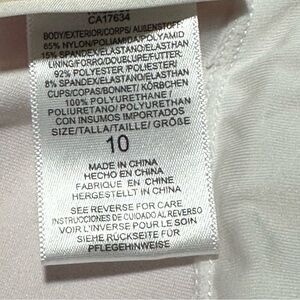 CA17634
BODY/EXTERIOR/CORPS/ AUßENSTOFF:
85% NYLON/POLIAMIDA/POLYAMID
15% SPANDEX/ELASTANO/ELASTHAN
LINING/FORRO/DOUBLURE/FUTTER:
92% POLYESTER/POLIESTER/
8% SPANDEX/ELASTANO/ELASTHAN
CUPS/COPAS/BONNET/ KÖRBCHEN
100% POLYURETHANE /
POLIURETANO/ POLYURETHAN
CON INSUMOS IMPORTADOS
SIZE/TALLA/TAILLE/ GRÖßE
10
MADE IN CHINA
HECHO EN CHINA
FABRIQUE EN CHINE
HERGESTELLT IN CHINA
SEE REVERSE FOR CARE
INSTRUCCIONES DE CUIDADO AL REVERSO
VOIR L'INVERSE POUR LE SOIN
SIEHE RÜCKSEITE FÜR
PFLEGEHINWEISE